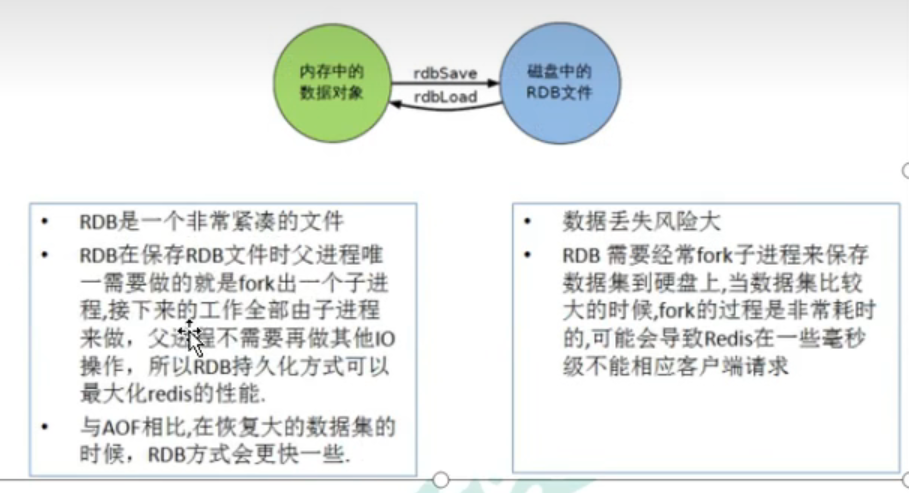 内存中的
数据对象
rdbSave
rdbLoad
磁盘中的
RDB文件
• RDB是一个非常紧凑的文件
• RDB在保存RDB文件时父进程唯
一需要做的就是fork出一个子进
程,接下来的工作全部由子进程
来做，父进程不需要再做其他IO
操作，所以RDB持久化方式可以
最大化redis的性能.
• 与AOF相比,在恢复大的数据集的
时候，RDB方式会更快一些.
• 数据丢失风险大
• RDB 需要经常fork子进程来保存
数据集到硬盘上,当数据集比较
大的时候,fork的过程是非常耗时
的,可能会导致Redis在一些毫秒
级不能相应客户端请求